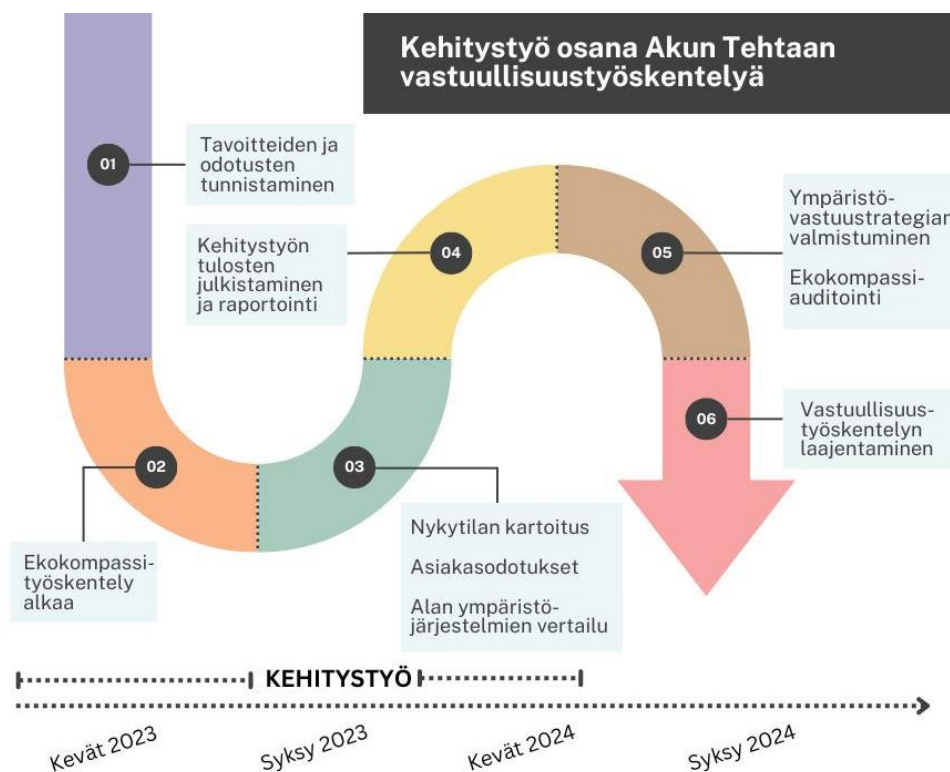 Kehitystyö osana Akun Tehtaan
vastuullisuustyöskentelyä
01
Tavoitteiden ja
odotusten
tunnistaminen
02
Ekokompassi-
työskentely
alkaa
03
Nykytilan kartoitus
Asiakasodotukset
Alan ympäristö-
järjestelmien vertailu
04
Kehitystyön
tulosten
julkistaminen
ja raportointi
05
Ympäristö-
vastuustrategian
valmistuminen
Ekokompassi-
auditointi
06
Vastuullisuus-
työskentelyn
laajentaminen
KEHITYSTYÖ
Kevät 2023
Syksy 2023
Kevät 2024
Syksy 2024